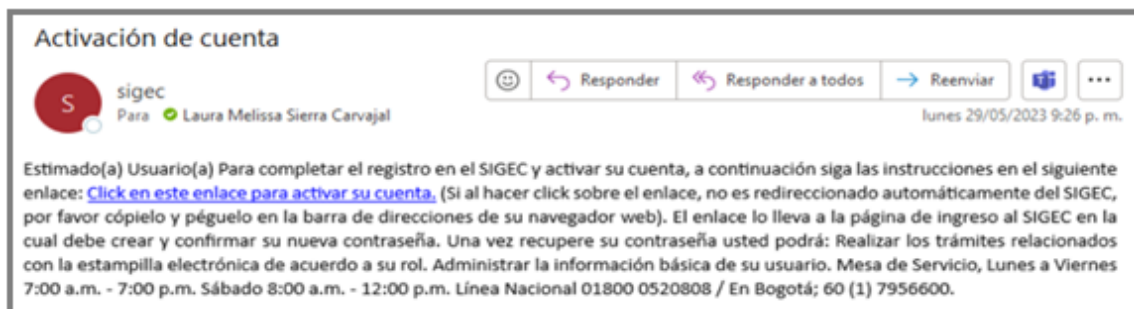 Activación de cuenta
S
sigec
Para Laura Melissa Sierra Carvajal
Responder
Responder a todos
Reenviar
lunes 29/05/2023 9:26 p. m.
Estimado(a) Usuario(a) Para completar el registro en el SIGEC y activar su cuenta, a continuación siga las instrucciones en el siguiente
enlace: Click en este enlace para activar su cuenta. (Si al hacer click sobre el enlace, no es redireccionado automáticamente del SIGEC,
por favor cópielo y péguelo en la barra de direcciones de su navegador web). El enlace lo lleva a la página de ingreso al SIGEC en la
cual debe crear y confirmar su nueva contraseña. Una vez recupere su contraseña usted podrá: Realizar los trámites relacionados
con la estampilla electrónica de acuerdo a su rol. Administrar la información básica de su usuario. Mesa de Servicio, Lunes a Viernes
7:00 a.m. - 7:00 p.m. Sábado 8:00 a.m. - 12:00 p.m. Línea Nacional 01800 0520808 / En Bogotá; 60 (1) 7956600.